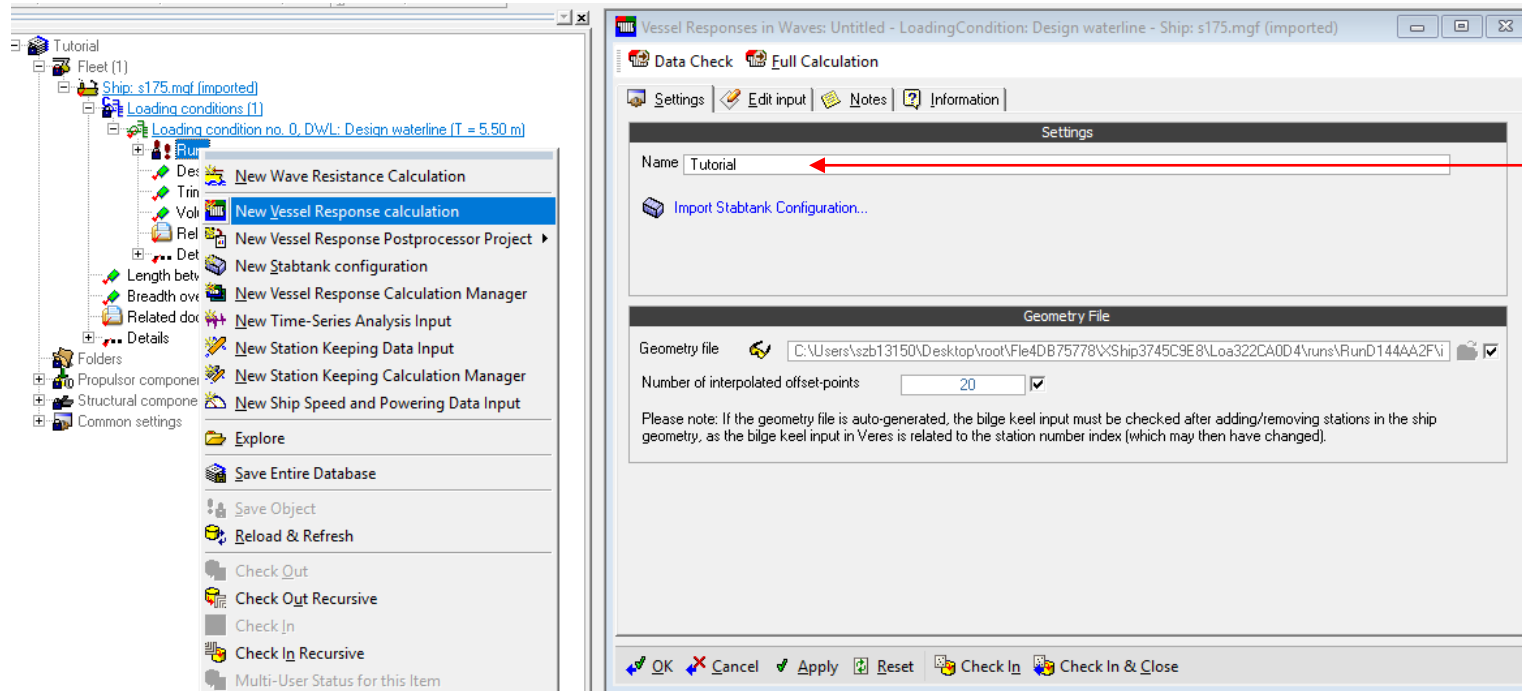 Tutorial
Fleet (1)
Ship: s175.mgf (imported)
Loading conditions (1)
Loading condition no. 0, DWL: Design waterline (T = 5.50 m)
Run
Des
Trin
Vol
Rel
Det
Length betw
Breadth ove
Related doc
Details
Folders
Propulsor componer
Structural compone
Common settings
New Wave Resistance Calculation
New Vessel Response calculation
New Vessel Response Postprocessor Project
New Stabtank configuration
New Vessel Response Calculation Manager
New Time-Series Analysis Input
New Station Keeping Data Input
New Station Keeping Calculation Manager
New Ship Speed and Powering Data Input
Explore
Save Entire Database
Save Object
Reload & Refresh
Check Out
Check Out Recursive
Check In
Check In Recursive
Multi-User Status for this Item
Vessel Responses in Waves: Untitled - LoadingCondition: Design waterline - Ship: s175.mgf (imported)
Data Check Full Calculation
Settings Edit input Notes Information
Settings
Name Tutorial
Import Stabtank Configuration...
Geometry File
Geometry file C:\Users\szb13150\Desktop\root\Fle4DB75778\XShip3745C9E8\Loa322CA0D4\runs\RunD144AA2F\i
Number of interpolated offset-points 20
Please note: If the geometry file is auto-generated, the bilge keel input must be checked after adding/removing stations in the ship
geometry, as the bilge keel input in Veres is related to the station number index (which may then have changed).
OK Cancel Apply Reset Check In Check In & Close